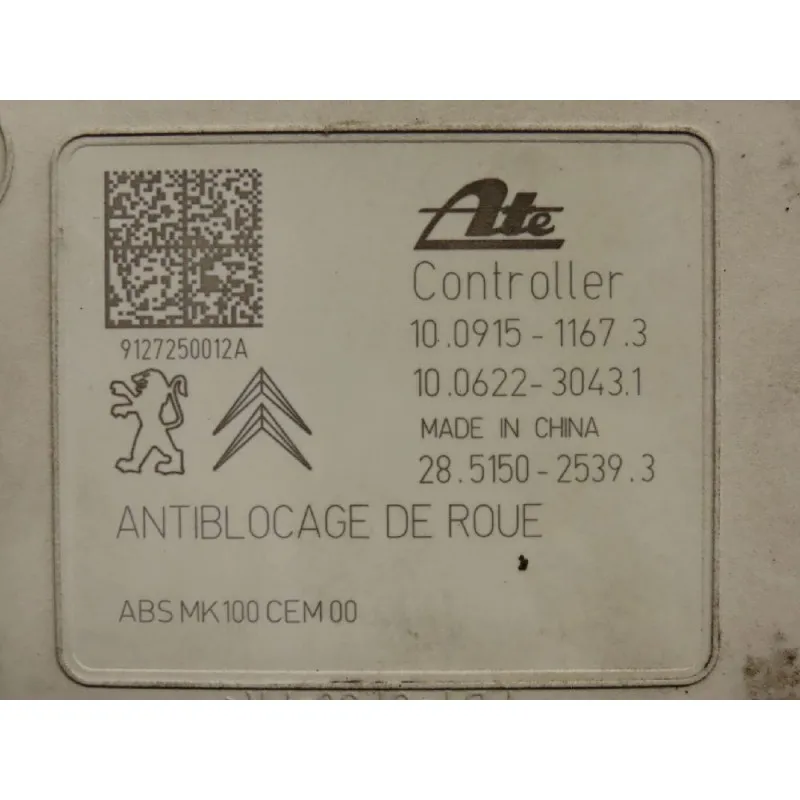 Ate
Controller
10.0915-1167.3
10.0622-3043.1
MADE IN CHINA
28.5150-2539.3
9127250012A
ANTIBLOCAGE DE ROUE
ABS MK100 CEM 00